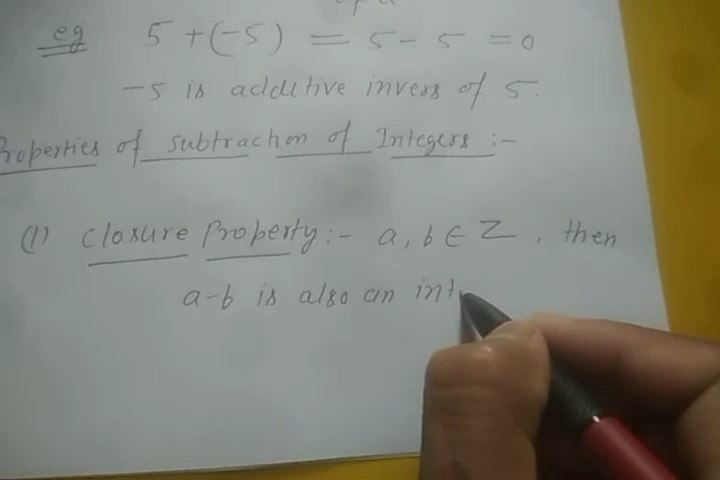 eg 5 + (-5) = 5 - 5 = 0
-5 is additive invers of 5.
Properties of Subtraction of Integers :-
(1) Closure Property :- a, b ∈ Z, then
a-b is also an int